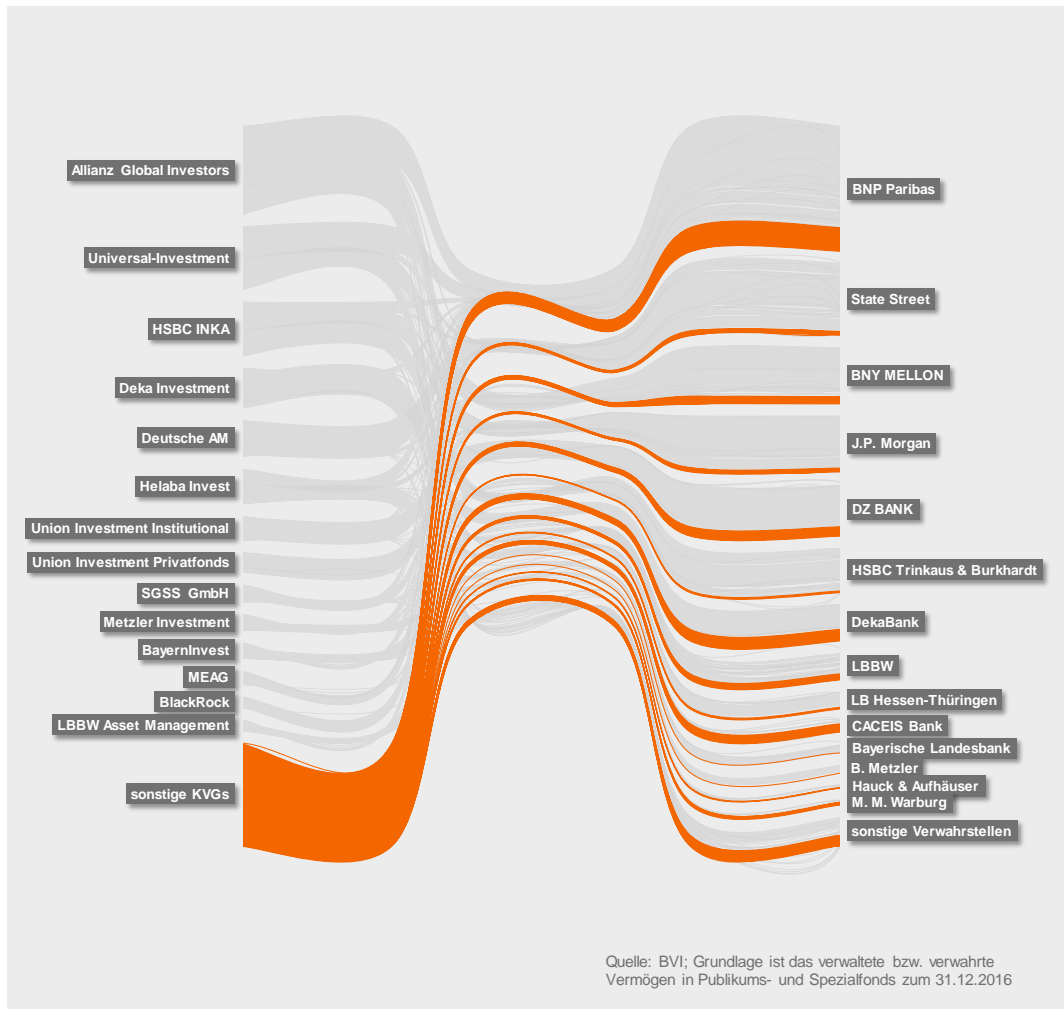 Allianz Global Investors
Universal-Investment
HSBC INKA
Deka Investment
Deutsche AM
Helaba Invest
Union Investment Institutional
Union Investment Privatfonds
SGSS GmbH
Metzler Investment
BayernInvest
MEAG
BlackRock
LBBW Asset Management
sonstige KVGs
BNP Paribas
State Street
BNY MELLON
J.P. Morgan
DZ BANK
HSBC Trinkaus & Burkhardt
DekaBank
LBBW
LB Hessen-Thüringen
CACEIS Bank
Bayerische Landesbank
B. Metzler
Hauck & Aufhäuser
M. M. Warburg
sonstige Verwahrstellen
Quelle: BVI; Grundlage ist das verwaltete bzw. verwahrte
Vermögen in Publikums- und Spezialfonds zum 31.12.2016